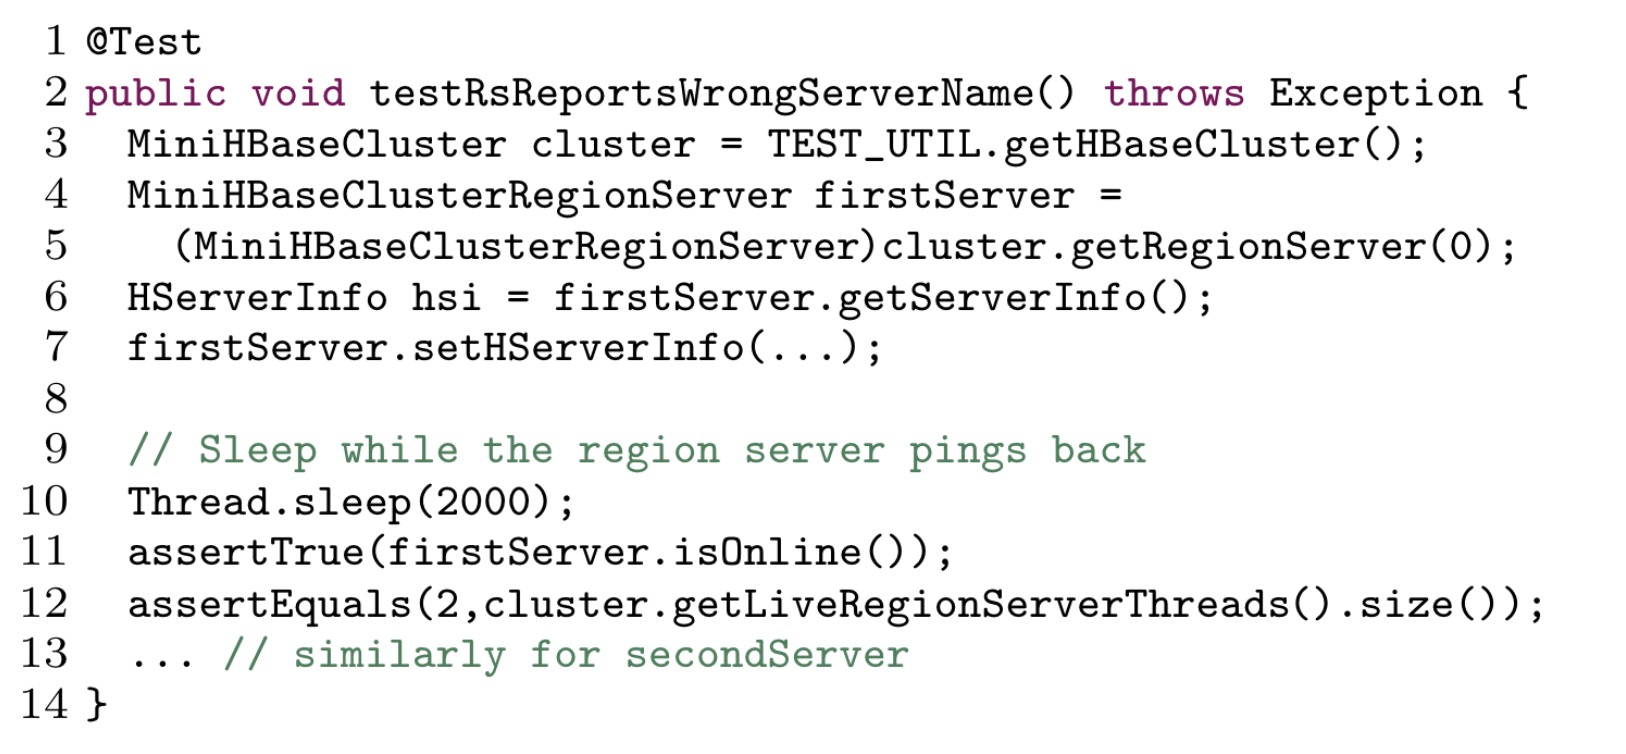 1 @Test
2 public void testRsReportsWrongServerName() throws Exception {
3 MiniHBaseCluster cluster = TEST_UTIL.getHBaseCluster();
4 MiniHBaseClusterRegionServer firstServer =
5 (MiniHBaseClusterRegionServer)cluster.getRegionServer(0);
6 HServerInfo hsi = firstServer.getServerInfo();
7 firstServer.setHServerInfo(...);
8
9 // Sleep while the region server pings back
10 Thread.sleep(2000);
11 assertTrue(firstServer.isOnline());
12 assertEquals(2,cluster.getLiveRegionServerThreads().size());
13 ... // similarly for secondServer
14 }